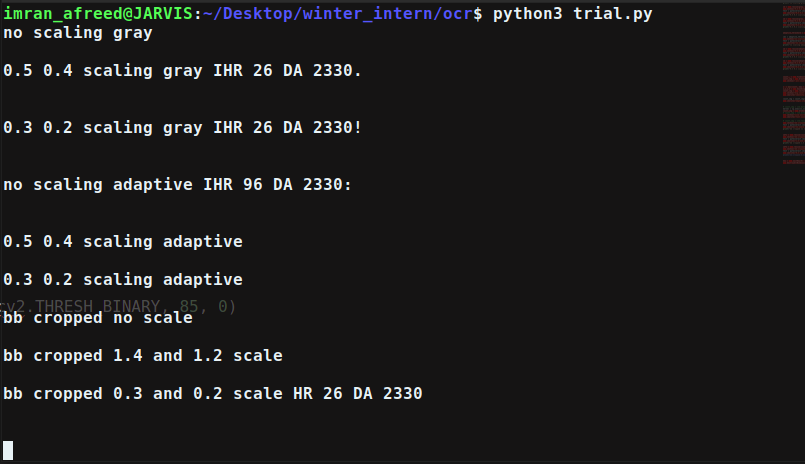 imran_afreed@JARVIS:~/Desktop/winter_intern/ocr$ python3 trial.py
no scaling gray
0.5 0.4 scaling gray IHR 26 DA 2330.
0.3 0.2 scaling gray IHR 26 DA 2330!
no scaling adaptive IHR 96 DA 2330:
0.5 0.4 scaling adaptive
0.3 0.2 scaling adaptive
cv2.THRESH_BINARY, 85, 0)
bb cropped no scale
bb cropped 1.4 and 1.2 scale
bb cropped 0.3 and 0.2 scale HR 26 DA 2330